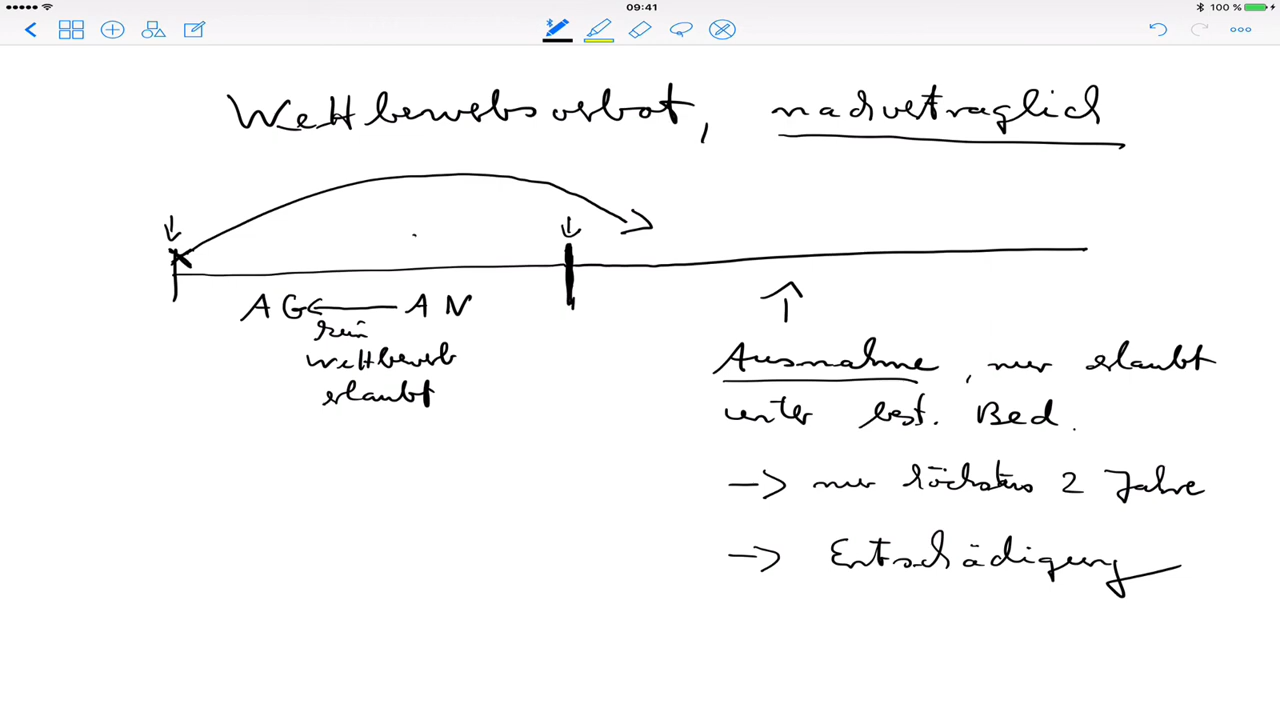 09:41
100 %
Wettbewerbsverbot, nachvertraglich
AG ← AN
kein
Wettbewerb
erlaubt
Ausnahme, nur erlaubt
unter best. Bed.
→ nur höchstens 2 Jahre
→ Entschädigung